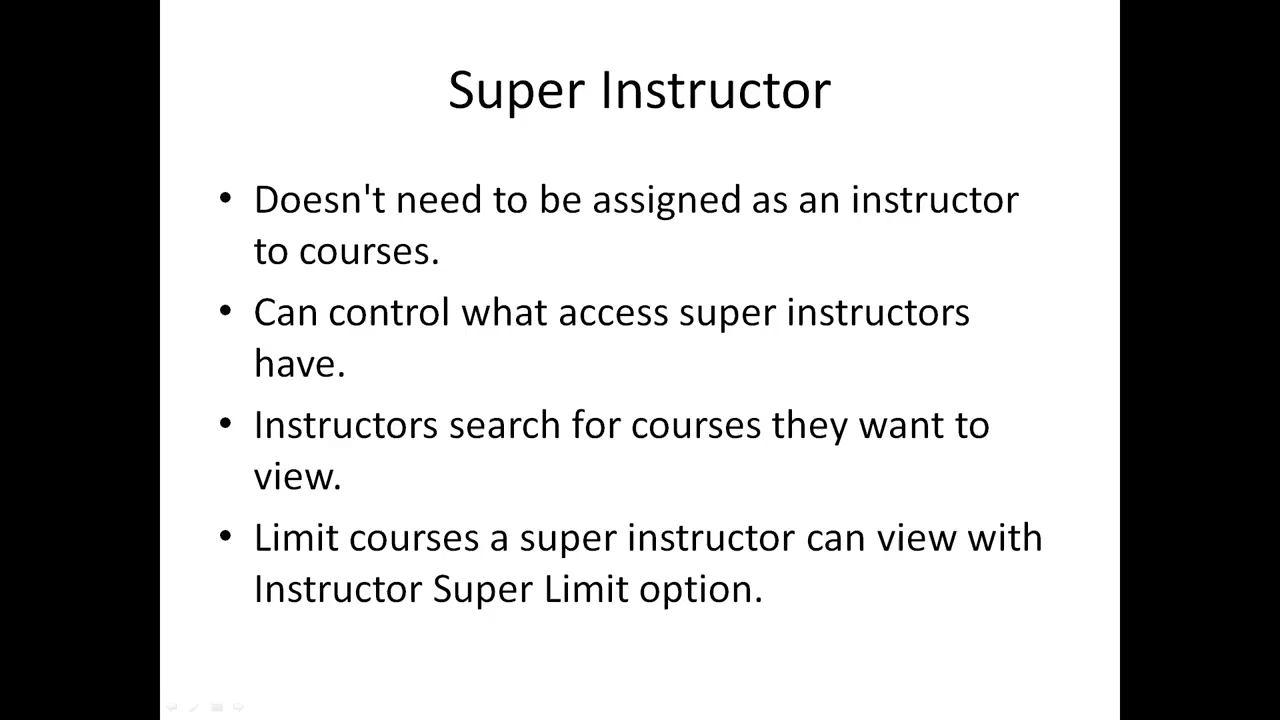 Super Instructor
• Doesn't need to be assigned as an instructor
to courses.
• Can control what access super instructors
have.
• Instructors search for courses they want to
view.
• Limit courses a super instructor can view with
Instructor Super Limit option.